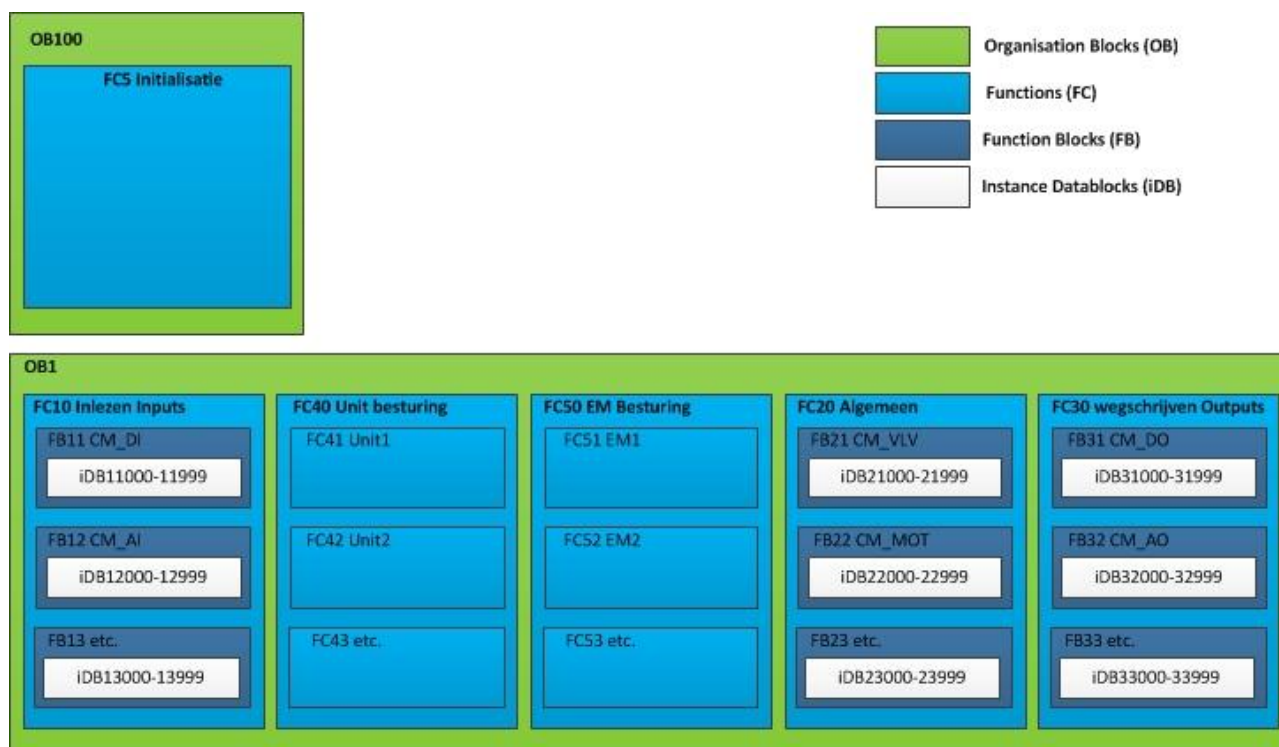 OB100
FC5 Initialisatie
Organisation Blocks (OB)
Functions (FC)
Function Blocks (FB)
Instance Datablocks (iDB)
OB1
FC10 Inlezen Inputs
FB11 CM_DI
iDB11000-11999
FB12 CM_AI
iDB12000-12999
FB13 etc.
iDB13000-13999
FC40 Unit besturing
FC41 Unit1
FC42 Unit2
FC43 etc.
FC50 EM Besturing
FC51 EM1
FC52 EM2
FC53 etc.
FC20 Algemeen
FB21 CM_VLV
iDB21000-21999
FB22 CM_MOT
iDB22000-22999
FB23 etc.
iDB23000-23999
FC30 wegschrijven Outputs
FB31 CM_DO
iDB31000-31999
FB32 CM_AO
iDB32000-32999
FB33 etc.
iDB33000-33999